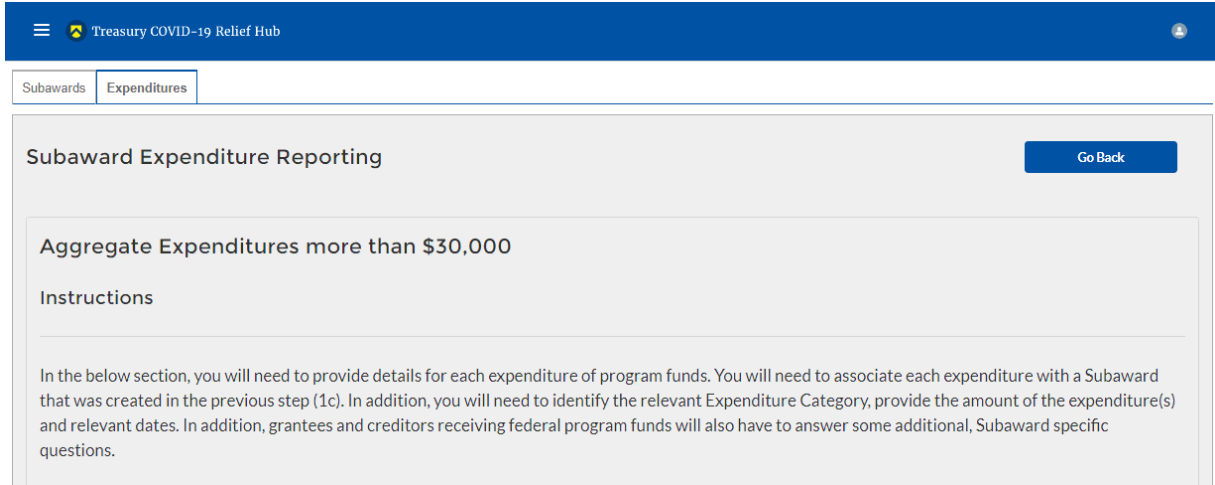 Treasury COVID-19 Relief Hub
Subawards
Expenditures
Subaward Expenditure Reporting
Go Back
Aggregate Expenditures more than $30,000
Instructions
In the below section, you will need to provide details for each expenditure of program funds. You will need to associate each expenditure with a Subaward
that was created in the previous step (1c). In addition, you will need to identify the relevant Expenditure Category, provide the amount of the expenditure(s)
and relevant dates. In addition, grantees and creditors receiving federal program funds will also have to answer some additional, Subaward specific
questions.